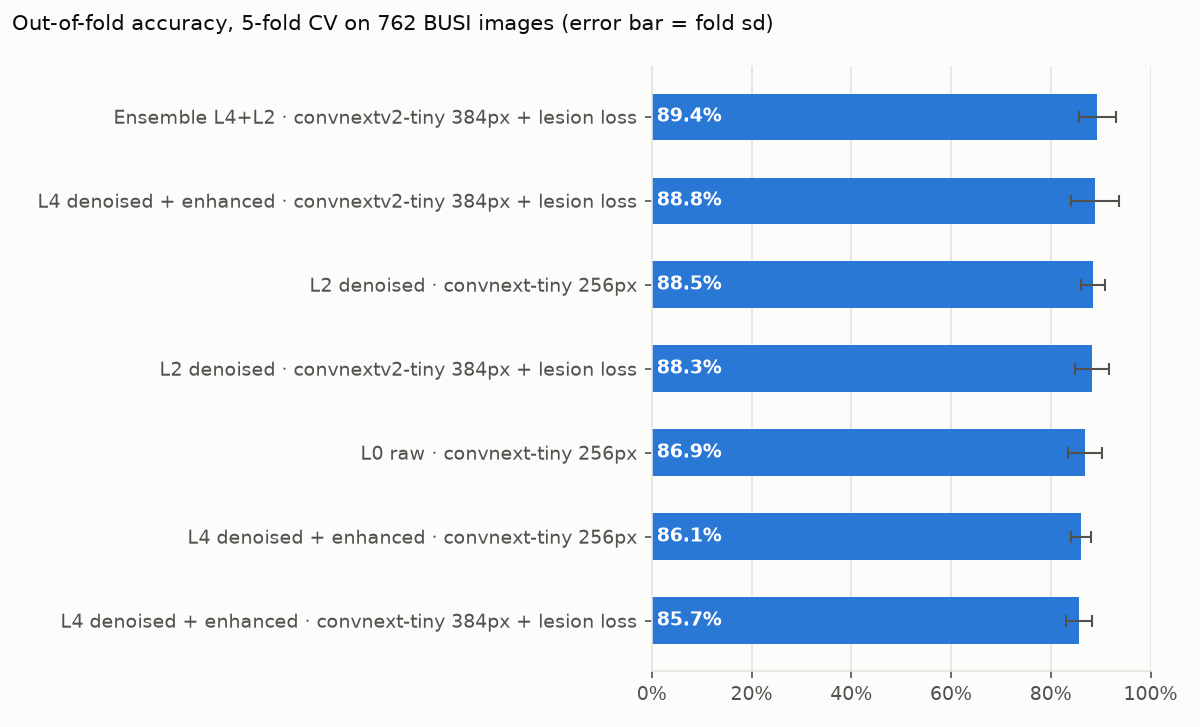 Out-of-fold accuracy, 5-fold CV on 762 BUSI images (error bar = fold sd)
Ensemble L4+L2 · convnextv2-tiny 384px + lesion loss 89.4%
L4 denoised + enhanced · convnextv2-tiny 384px + lesion loss 88.8%
L2 denoised · convnext-tiny 256px 88.5%
L2 denoised · convnextv2-tiny 384px + lesion loss 88.3%
L0 raw · convnext-tiny 256px 86.9%
L4 denoised + enhanced · convnext-tiny 256px 86.1%
L4 denoised + enhanced · convnext-tiny 384px + lesion loss 85.7%
0% 20% 40% 60% 80% 100%